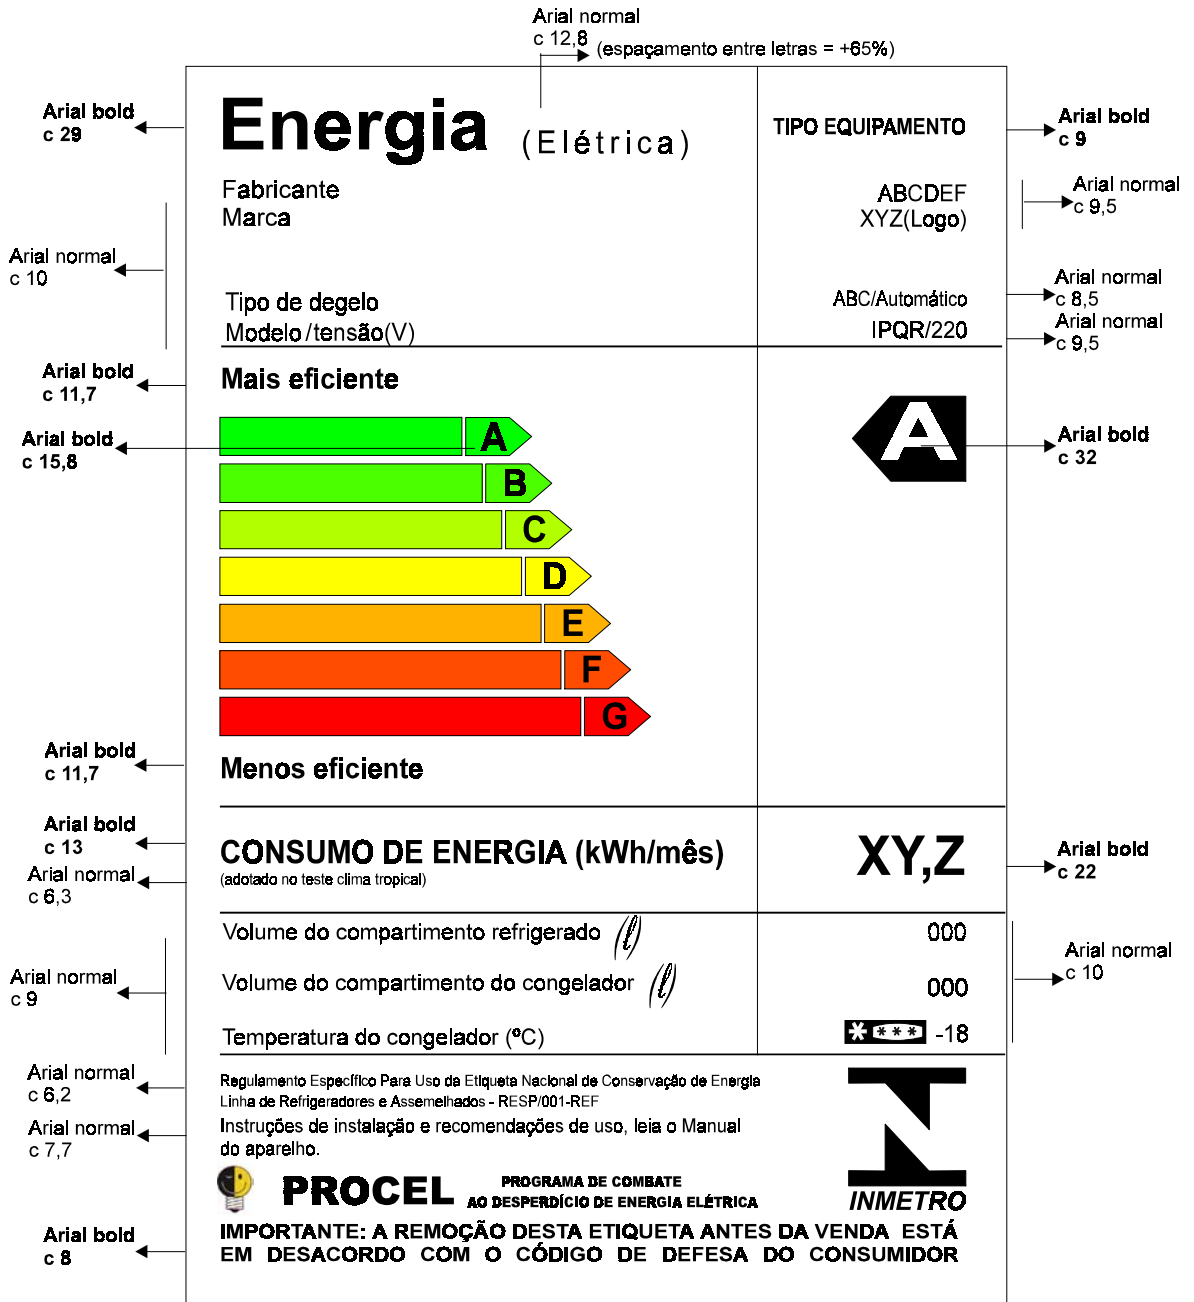 Arial normal
c 12,8
(espaçamento entre letras = +65%)
Arial bold
c 29
Energia (Elétrica)
TIPO EQUIPAMENTO
Arial bold
c 9
Fabricante
Marca
ABCDEF
XYZ(Logo)
Arial normal
c 9,5
Arial normal
c 10
Tipo de degelo
Modelo/tensão(V)
ABC/Automático
IPQR/220
Arial normal
c 8,5
Arial normal
c 9,5
Arial bold
c 11,7
Mais eficiente
Arial bold
c 15,8
A
B
C
D
E
F
G
A
Arial bold
c 32
Arial bold
c 11,7
Menos eficiente
Arial bold
c 13
CONSUMO DE ENERGIA (kWh/mês)
XY,Z
Arial bold
c 22
Arial normal
c 6,3
(adotado no teste clima tropical)
Volume do compartimento refrigerado (l)
000
Volume do compartimento do congelador (l)
000
Temperatura do congelador (ºC)
-18
Arial normal
c 9
Arial normal
c 10
Arial normal
c 6,2
Regulamento Específico Para Uso da Etiqueta Nacional de Conservação de Energia
Linha de Refrigeradores e Assemelhados - RESP/001-REF
Arial normal
c 7,7
Instruções de instalação e recomendações de uso, leia o Manual
do aparelho.
PROCEL
PROGRAMA DE COMBATE
AO DESPERDÍCIO DE ENERGIA ELÉTRICA
INMETRO
Arial bold
c 8
IMPORTANTE: A REMOÇÃO DESTA ETIQUETA ANTES DA VENDA ESTÁ
EM DESACORDO COM O CÓDIGO DE DEFESA DO CONSUMIDOR